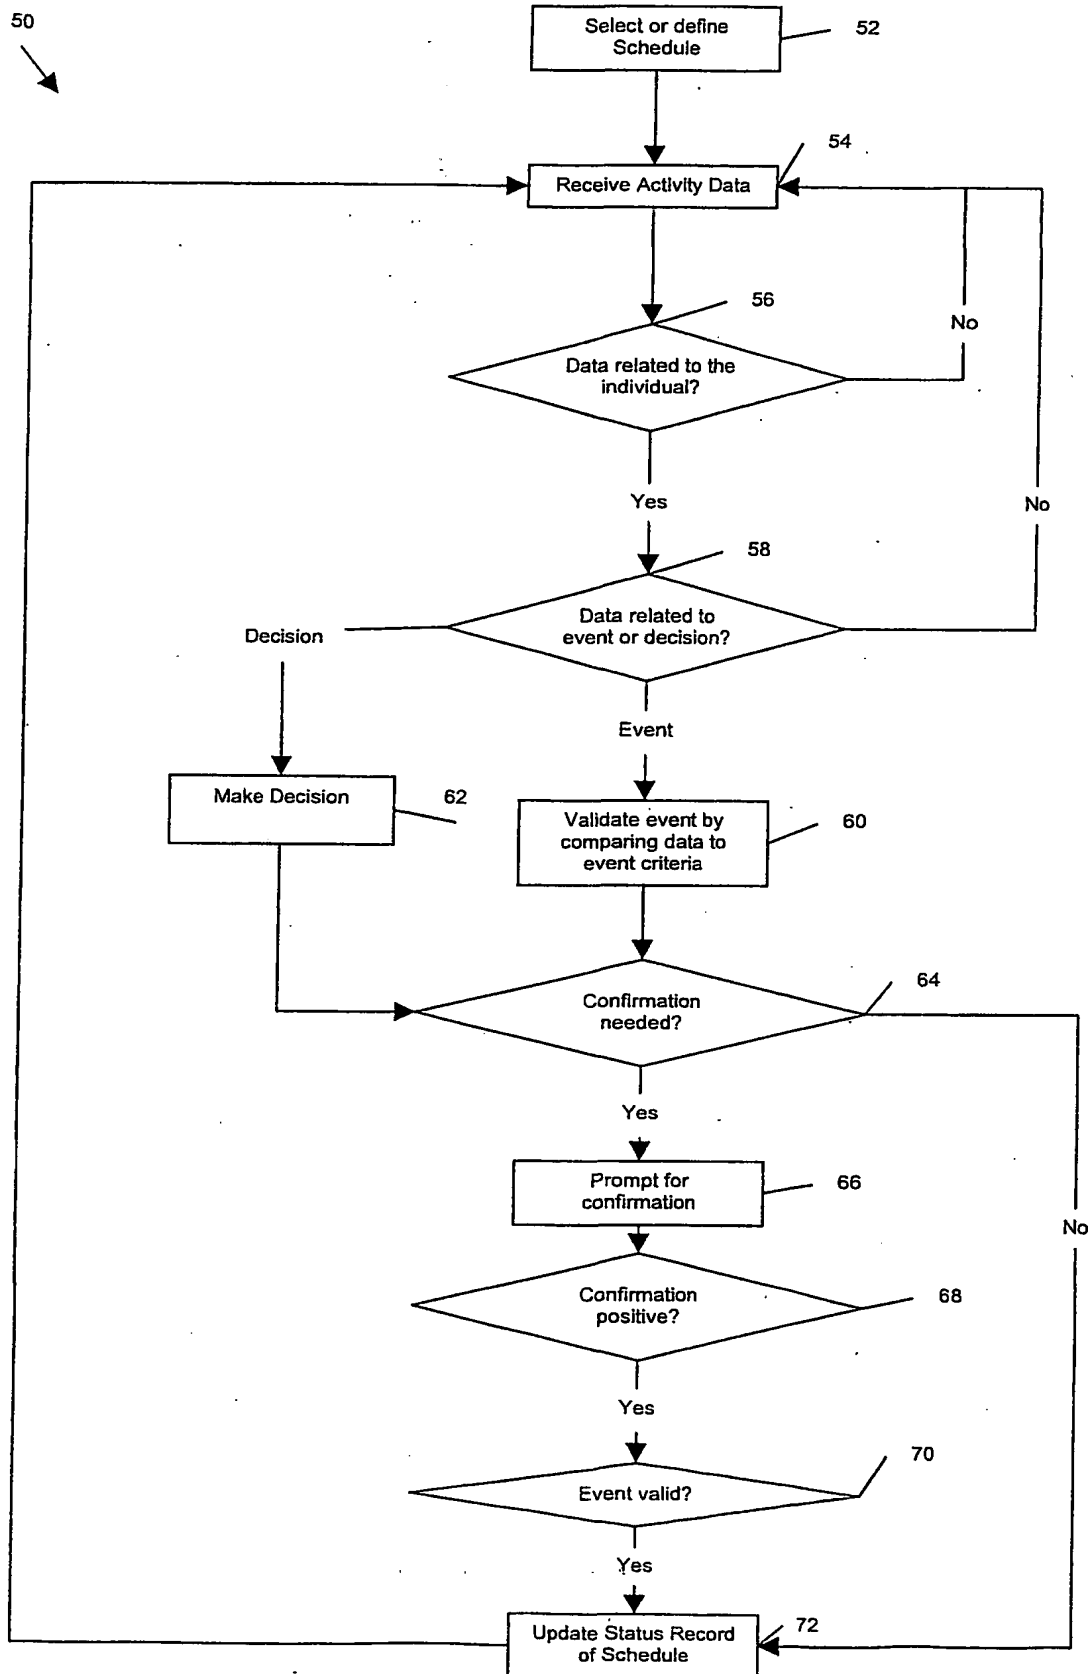 50
Select or define
Schedule
52
54
Receive Activity Data
56
No
Data related to the
individual?
Yes
No
58
Data related to
event or decision?
Decision
Event
Make Decision
62
Validate event by
comparing data to
event criteria
60
64
Confirmation
needed?
Yes
Prompt for
confirmation
66
No
Confirmation
positive?
68
Yes
70
Event valid?
Yes
72
Update Status Record
of Schedule